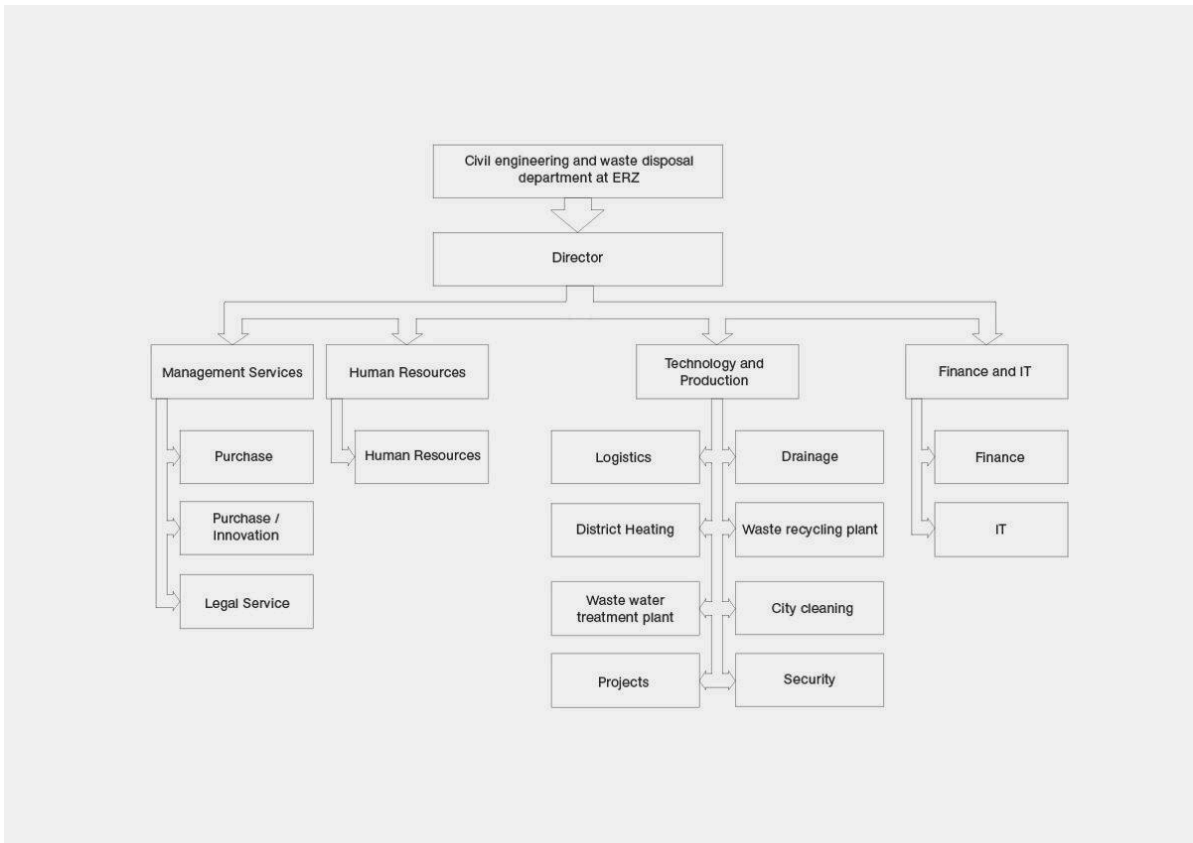 Civil engineering and waste disposal
department at ERZ
Director
Management Services
Human Resources
Technology and
Production
Finance and IT
Purchase
Human Resources
Logistics
Drainage
Finance
Purchase /
Innovation
District Heating
Waste recycling plant
IT
Legal Service
Waste water
treatment plant
City cleaning
Projects
Security